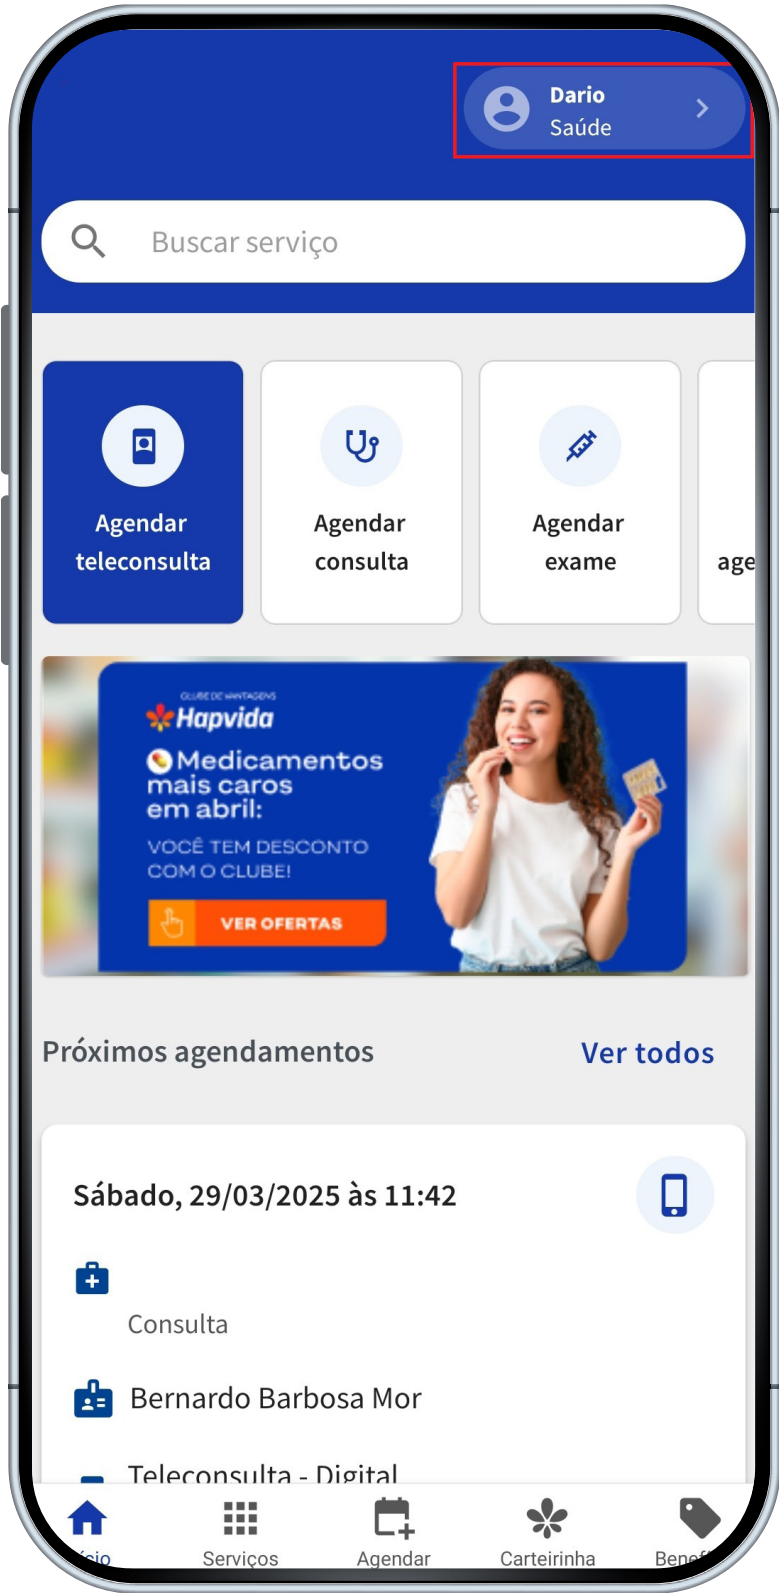 Dario
Saúde
Buscar serviço
Agendar
teleconsulta
Agendar
consulta
Agendar
exame
age
CLUBE DE VANTAGENS
Hapvida
Medicamentos
mais caros
em abril:
VOCÊ TEM DESCONTO
COM O CLUBE!
VER OFERTAS
Próximos agendamentos
Ver todos
Sábado, 29/03/2025 às 11:42
Consulta
Bernardo Barbosa Mor
Teleconsulta - Digital
cio
Serviços
Agendar
Carteirinha
Benef